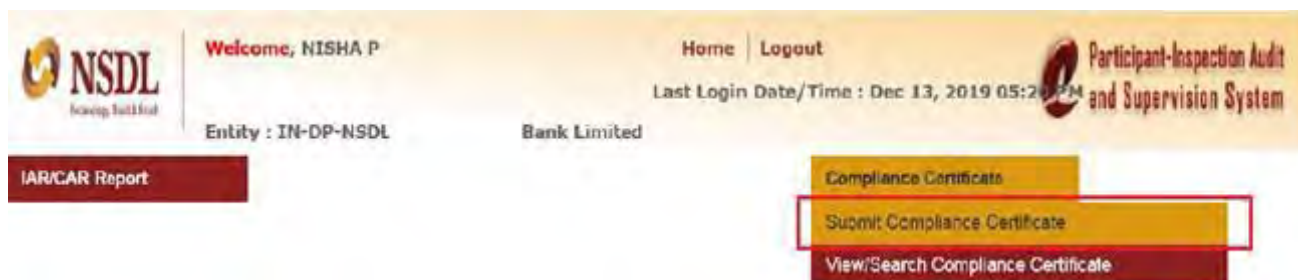 NSDL
Welcome, NISHA P
Home | Logout
Last Login Date/Time : Dec 13, 2019 05:2 PM
Participant-Inspection Audit
and Supervision System
Entity : IN-DP-NSDL Bank Limited
IAR/CAR Report
Compliance Certificate
Submit Compliance Certificate
View/Search Compliance Certificate